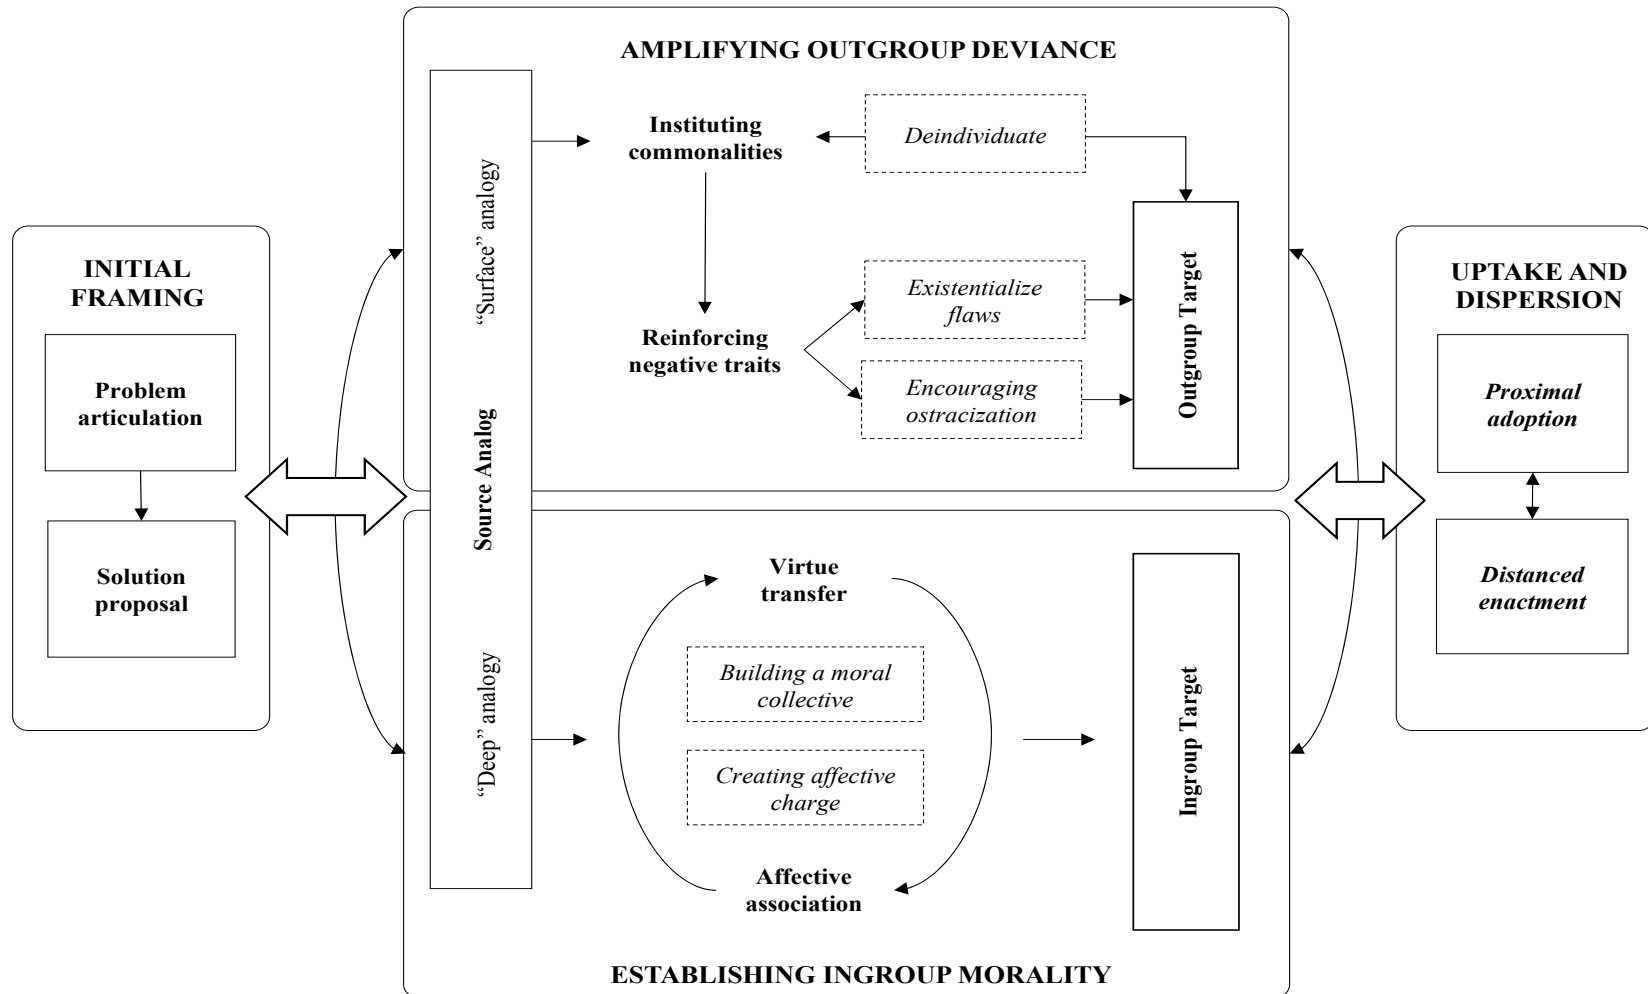 INITIAL
FRAMING
Problem
articulation
Solution
proposal
AMPLIFYING OUTGROUP DEVIANCE
“Surface” analogy
Source Analog
“Deep” analogy
Instituting
commonalities
Deindividuate
Reinforcing
negative traits
Existentialize
flaws
Encouraging
ostracization
Outgroup Target
Virtue
transfer
Building a moral
collective
Creating affective
charge
Affective
association
Ingroup Target
ESTABLISHING INGROUP MORALITY
UPTAKE AND
DISPERSION
Proximal
adoption
Distanced
enactment